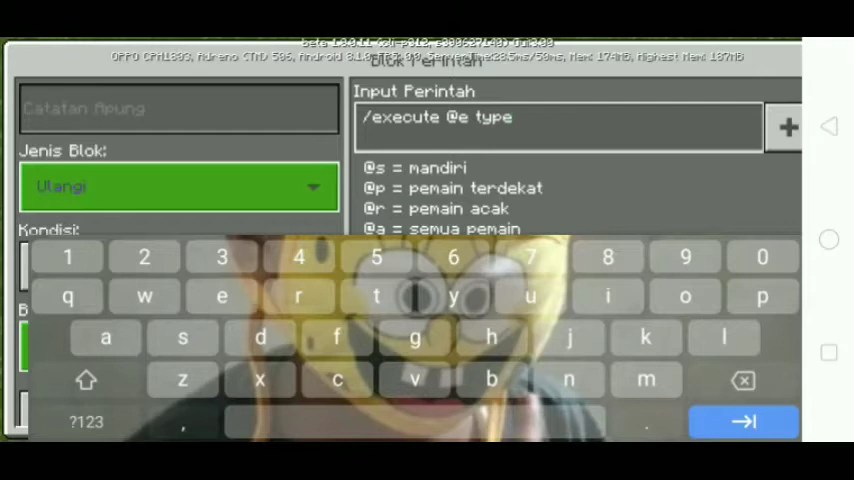 Blok Perintah
Catatan Apung
Input Perintah
/execute @e type
+
Jenis Blok:
Ulangi
@s = mandiri
@p = pemain terdekat
@r = pemain acak
@a = semua pemain
Kondisi:
1 2 3 4 5 6 7 8 9 0
q w e r t y u i o p
a s d f g h j k l
z x c v b n m
?123 , .